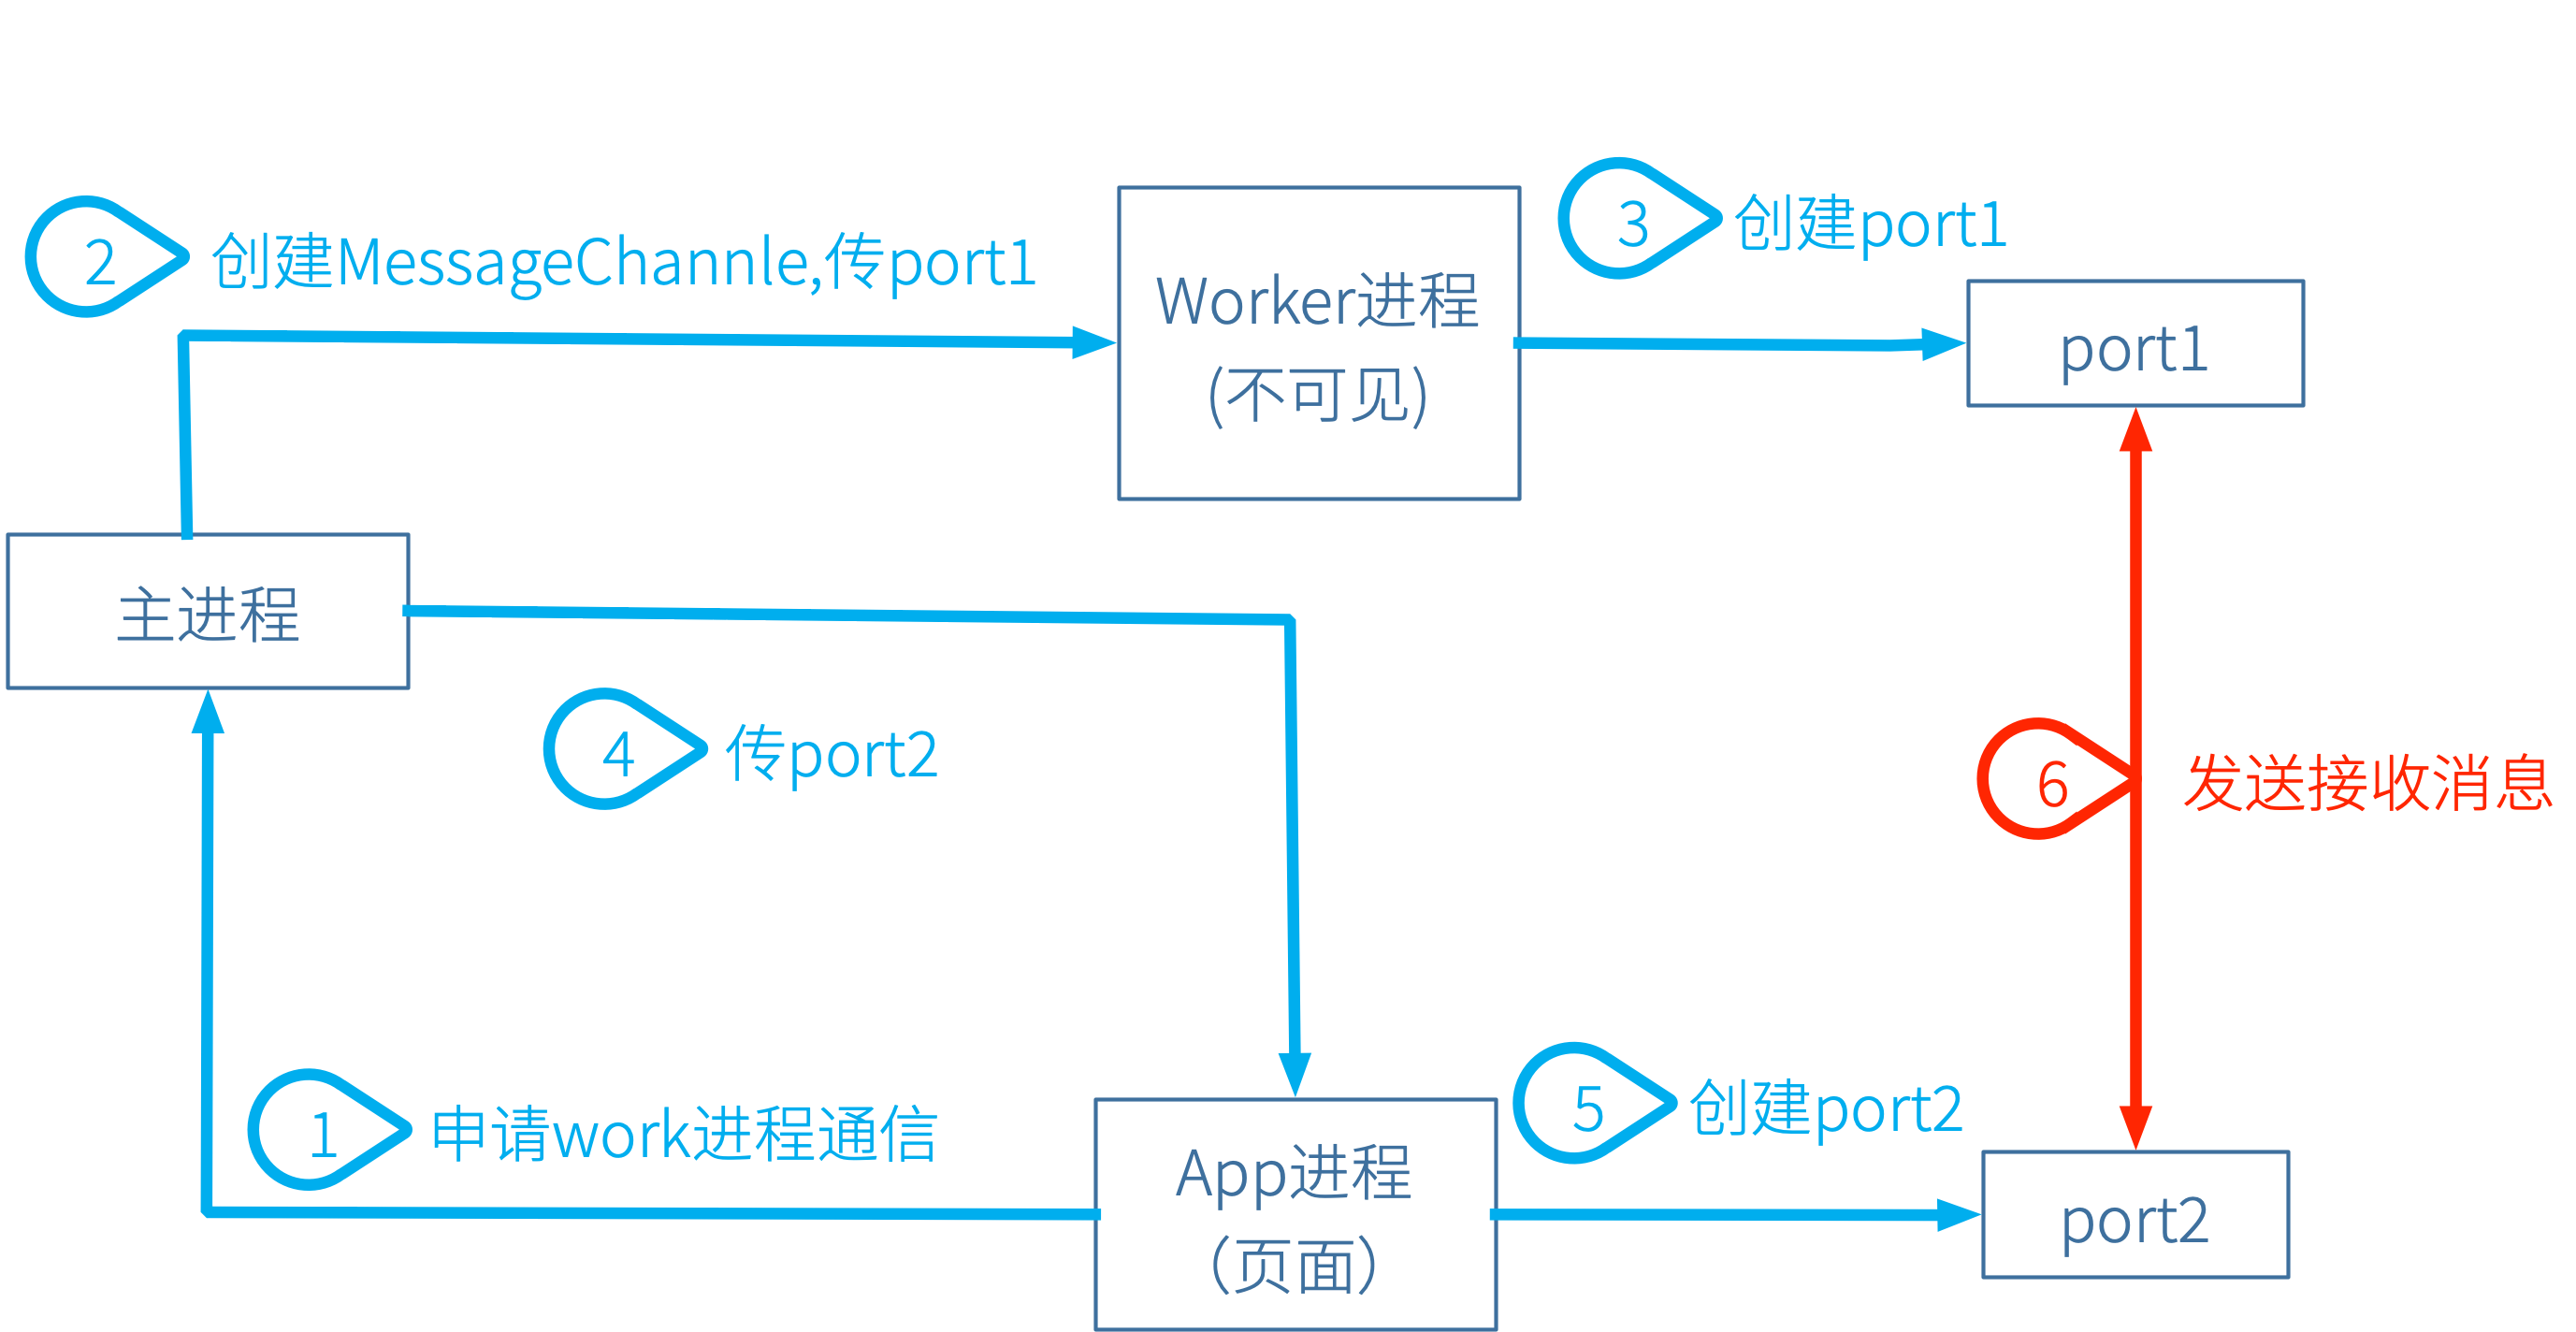 3
创建port1
2
创建MessageChannle,传port1
Worker进程
(不可见)
port1
主进程
4
传port2
6
发送接收消息
1
申请work进程通信
5
创建port2
App进程
（页面）
port2